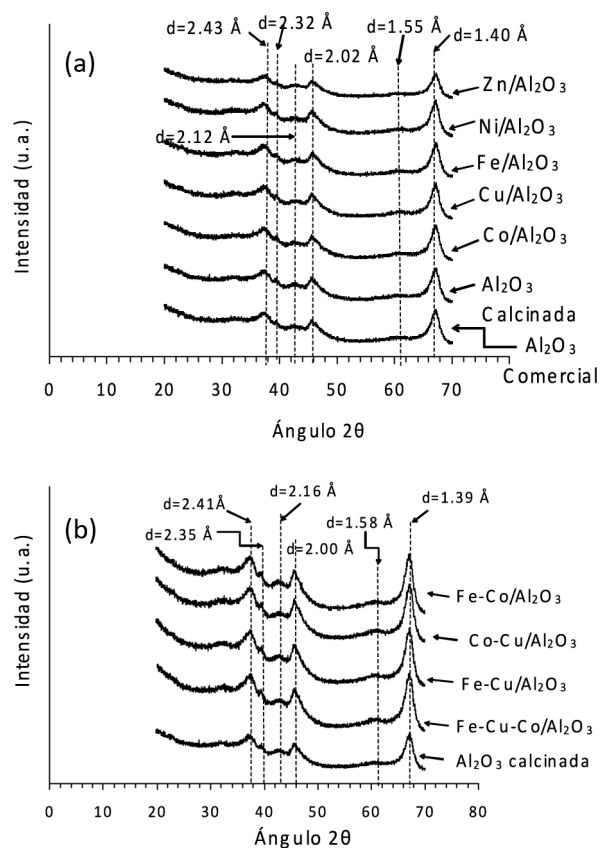 d=2.32 Å
d=2.43 Å
d=1.55 Å
d=1.40 Å
(a)
d=2.02 Å
Zn/Al₂O₃
d=2.12 Å
Ni/Al₂O₃
Fe/Al₂O₃
Cu/Al₂O₃
Co/Al₂O₃
Al₂O₃
Calcinada
Al₂O₃
Comercial
Intensidad (u.a.)
0 10 20 30 40 50 60 70
Ángulo 2θ
(b)
d=2.16 Å
d=2.41Å
d=1.39 Å
d=2.35 Å
d=1.58 Å
d=2.00 Å
Fe-Co/Al₂O₃
Co-Cu/Al₂O₃
Fe-Cu/Al₂O₃
Fe-Cu-Co/Al₂O₃
Al₂O₃ calcinada
Intensidad (u.a.)
0 10 20 30 40 50 60 70 80
Ángulo 2θ